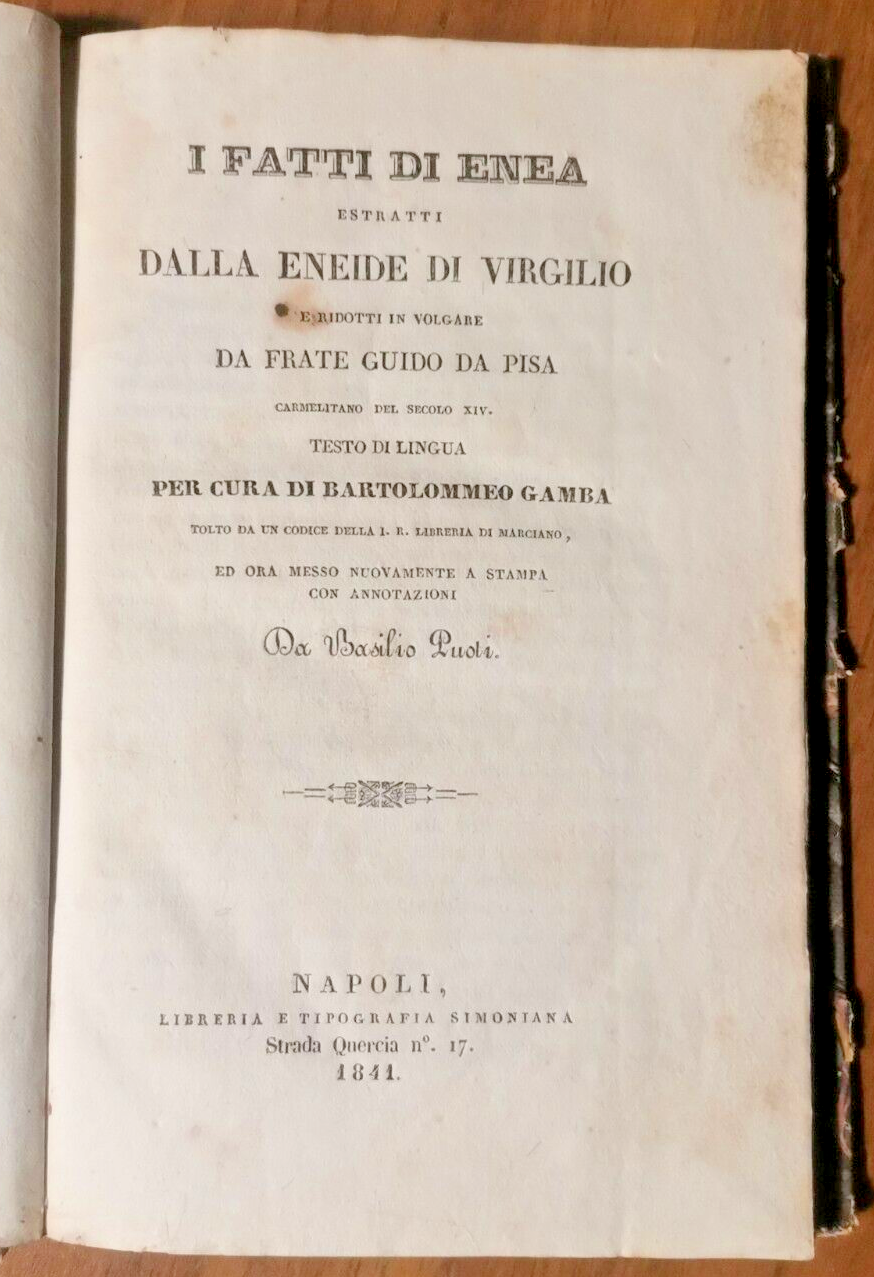 I FATTI DI ENEA
ESTRATTI
DALLA ENEIDE DI VIRGILIO
E RIDOTTI IN VOLGARE
DA FRATE GUIDO DA PISA
CARMELITANO DEL SECOLO XIV.
TESTO DI LINGUA
PER CURA DI BARTOLOMMEO GAMBA
TOLTO DA UN CODICE DELLA I. R. LIBRERIA DI MARCIANO,
ED ORA MESSO NUOVAMENTE A STAMPA
CON ANNOTAZIONI
Da Basilio Puoti.
NAPOLI,
LIBRERIA E TIPOGRAFIA SIMONIANA
Strada Quercia nº. 17.
1841.